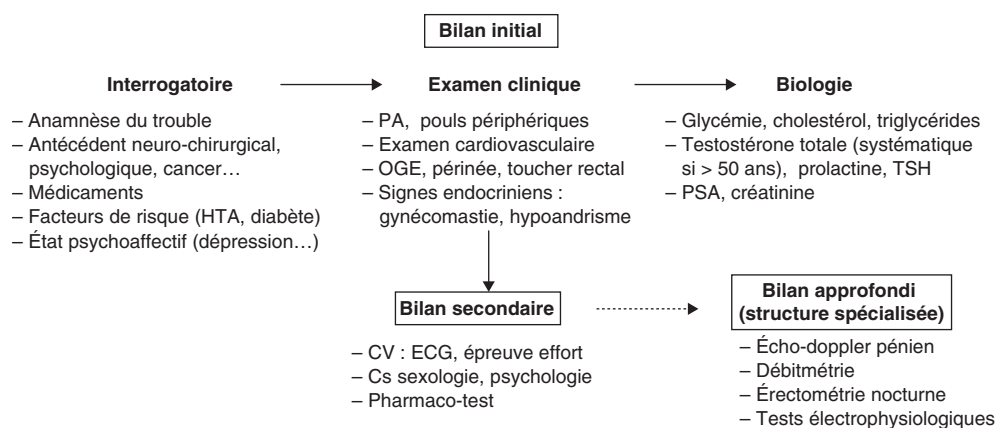 Bilan initial
Interrogatoire
– Anamnèse du trouble
– Antécédent neuro-chirurgical,
psychologique, cancer…
– Médicaments
– Facteurs de risque (HTA, diabète)
– État psychoaffectif (dépression…)
Examen clinique
– PA, pouls périphériques
– Examen cardiovasculaire
– OGE, périnée, toucher rectal
– Signes endocriniens :
gynécomastie, hypoandrisme
Biologie
– Glycémie, cholestérol, triglycérides
– Testostérone totale (systématique
si > 50 ans), prolactine, TSH
– PSA, créatinine
Bilan secondaire
– CV : ECG, épreuve effort
– Cs sexologie, psychologie
– Pharmaco-test
Bilan approfondi
(structure spécialisée)
– Écho-doppler pénien
– Débitmétrie
– Érectométrie nocturne
– Tests électrophysiologiques